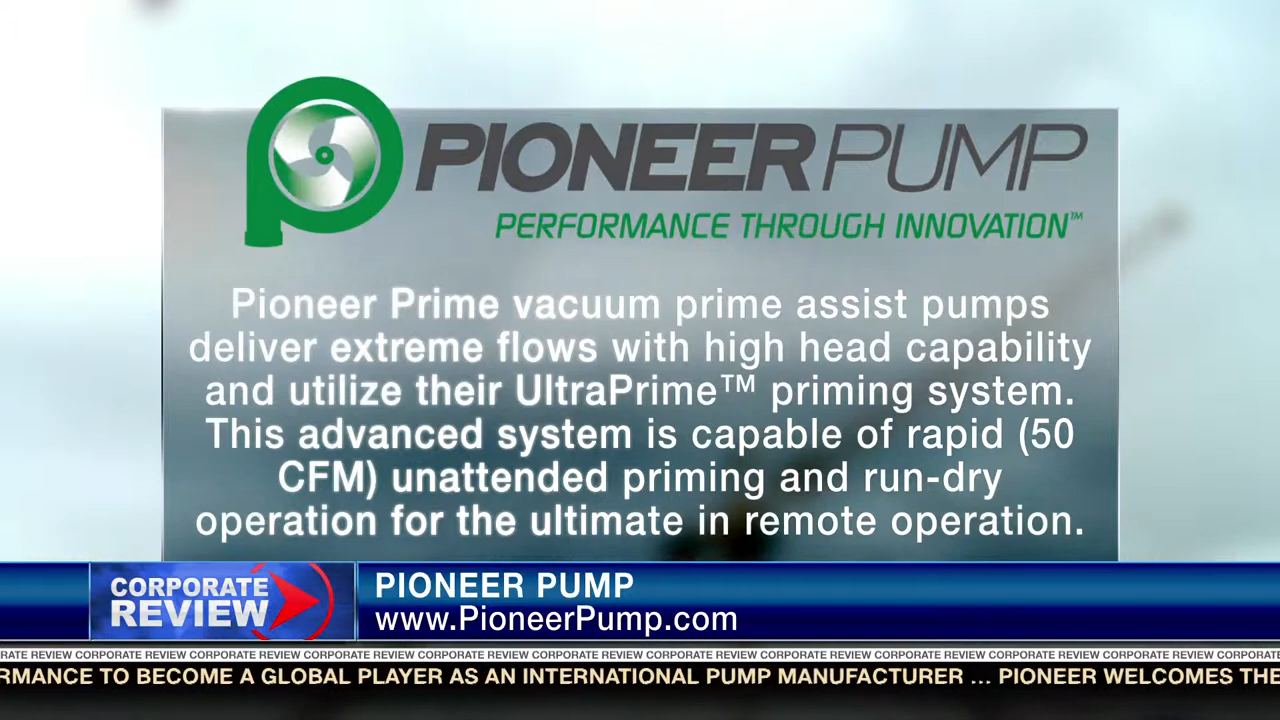 PIONEERPUMP
PERFORMANCE THROUGH INNOVATION™
Pioneer Prime vacuum prime assist pumps
deliver extreme flows with high head capability
and utilize their UltraPrime™ priming system.
This advanced system is capable of rapid (50
CFM) unattended priming and run-dry
operation for the ultimate in remote operation.
CORPORATE
REVIEW
PIONEER PUMP
www.PioneerPump.com
RATE REVIEW CORPORATE REVIEW CORPORATE REVIEW CORPORATE REVIEW CORPORATE REVIEW CORPORATE REVIEW CORPORATE REVIEW CORPORATE REVIEW CORPORATE REVIEW CORPORATE REVIEW CORPORATE REVIEW CORPORATE
RMANCE TO BECOME A GLOBAL PLAYER AS AN INTERNATIONAL PUMP MANUFACTURER ... PIONEER WELCOMES THE